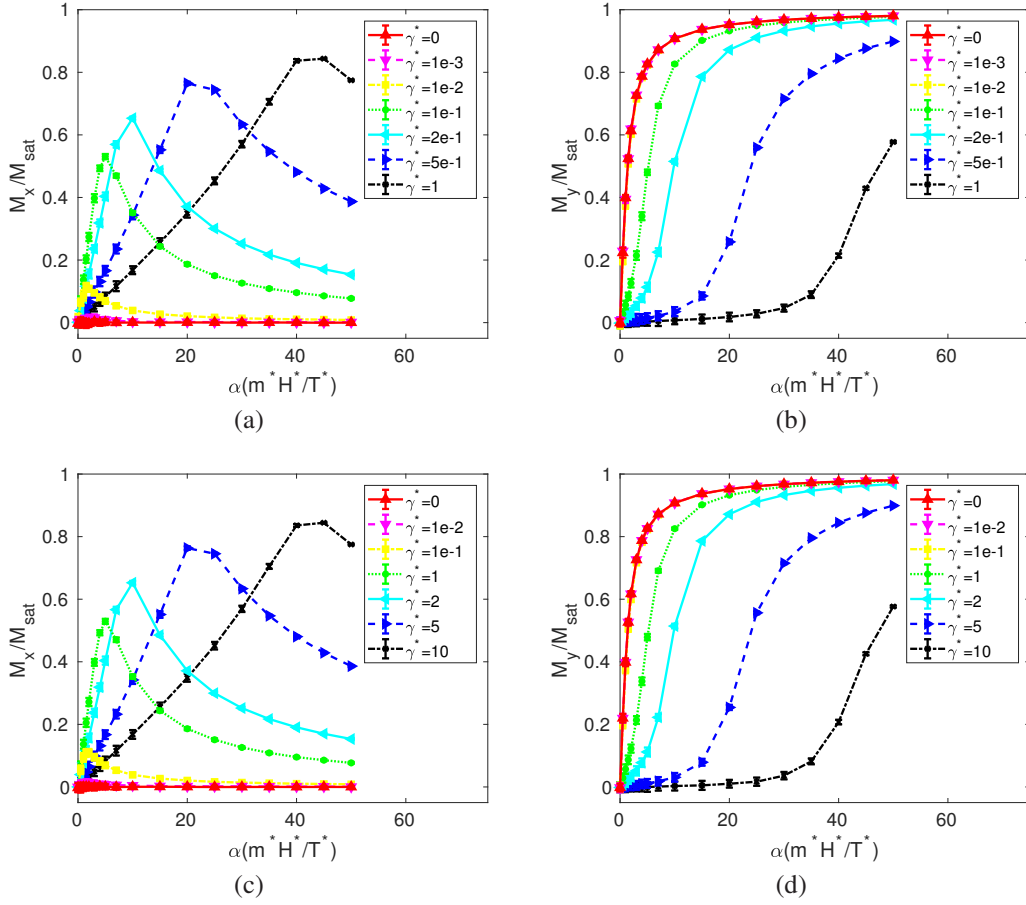 1
0.8
0.6
0.4
0.2
0
0
20
40
60
M_x/M_sat
α(m*H*/T*)
γ*=0
γ*=1e-3
γ*=1e-2
γ*=1e-1
γ*=2e-1
γ*=5e-1
γ*=1
(a)
1
0.8
0.6
0.4
0.2
0
0
20
40
60
M_y/M_sat
α(m*H*/T*)
γ*=0
γ*=1e-3
γ*=1e-2
γ*=1e-1
γ*=2e-1
γ*=5e-1
γ*=1
(b)
1
0.8
0.6
0.4
0.2
0
0
20
40
60
M_x/M_sat
α(m*H*/T*)
γ*=0
γ*=1e-2
γ*=1e-1
γ*=1
γ*=2
γ*=5
γ*=10
(c)
1
0.8
0.6
0.4
0.2
0
0
20
40
60
M_y/M_sat
α(m*H*/T*)
γ*=0
γ*=1e-2
γ*=1e-1
γ*=1
γ*=2
γ*=5
γ*=10
(d)